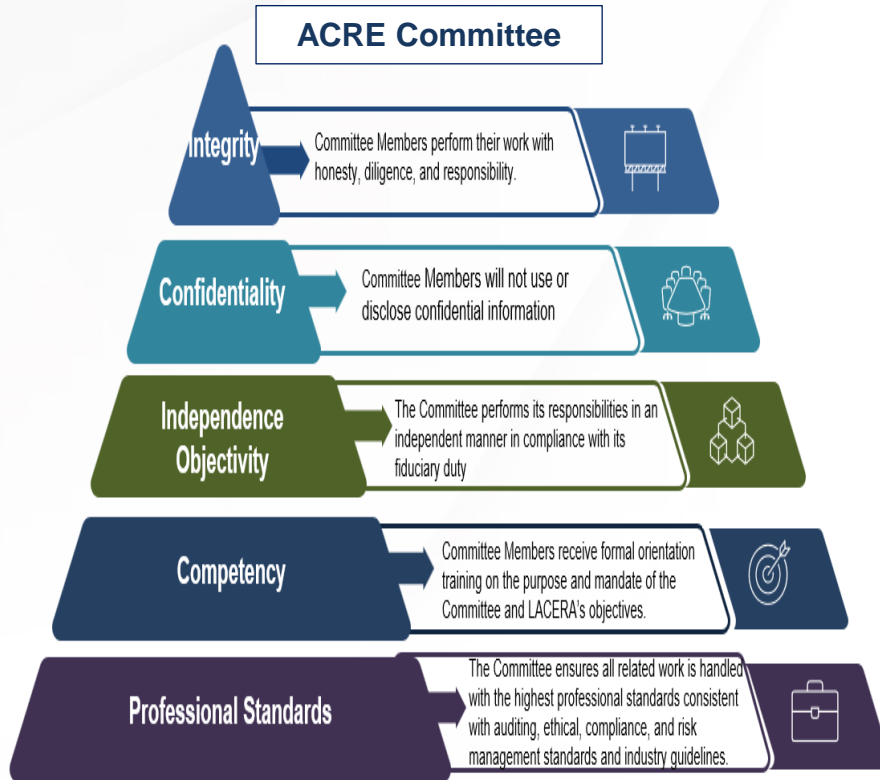 ACRE Committee
Integrity
Committee Members perform their work with
honesty, diligence, and responsibility.
Confidentiality
Committee Members will not use or
disclose confidential information
Independence
Objectivity
The Committee performs its responsibilities in an
independent manner in compliance with its
fiduciary duty
Competency
Committee Members receive formal orientation
training on the purpose and mandate of the
Committee and LACERA's objectives.
Professional Standards
The Committee ensures all related work is handled
with the highest professional standards consistent
with auditing, ethical, compliance, and risk
management standards and industry guidelines.